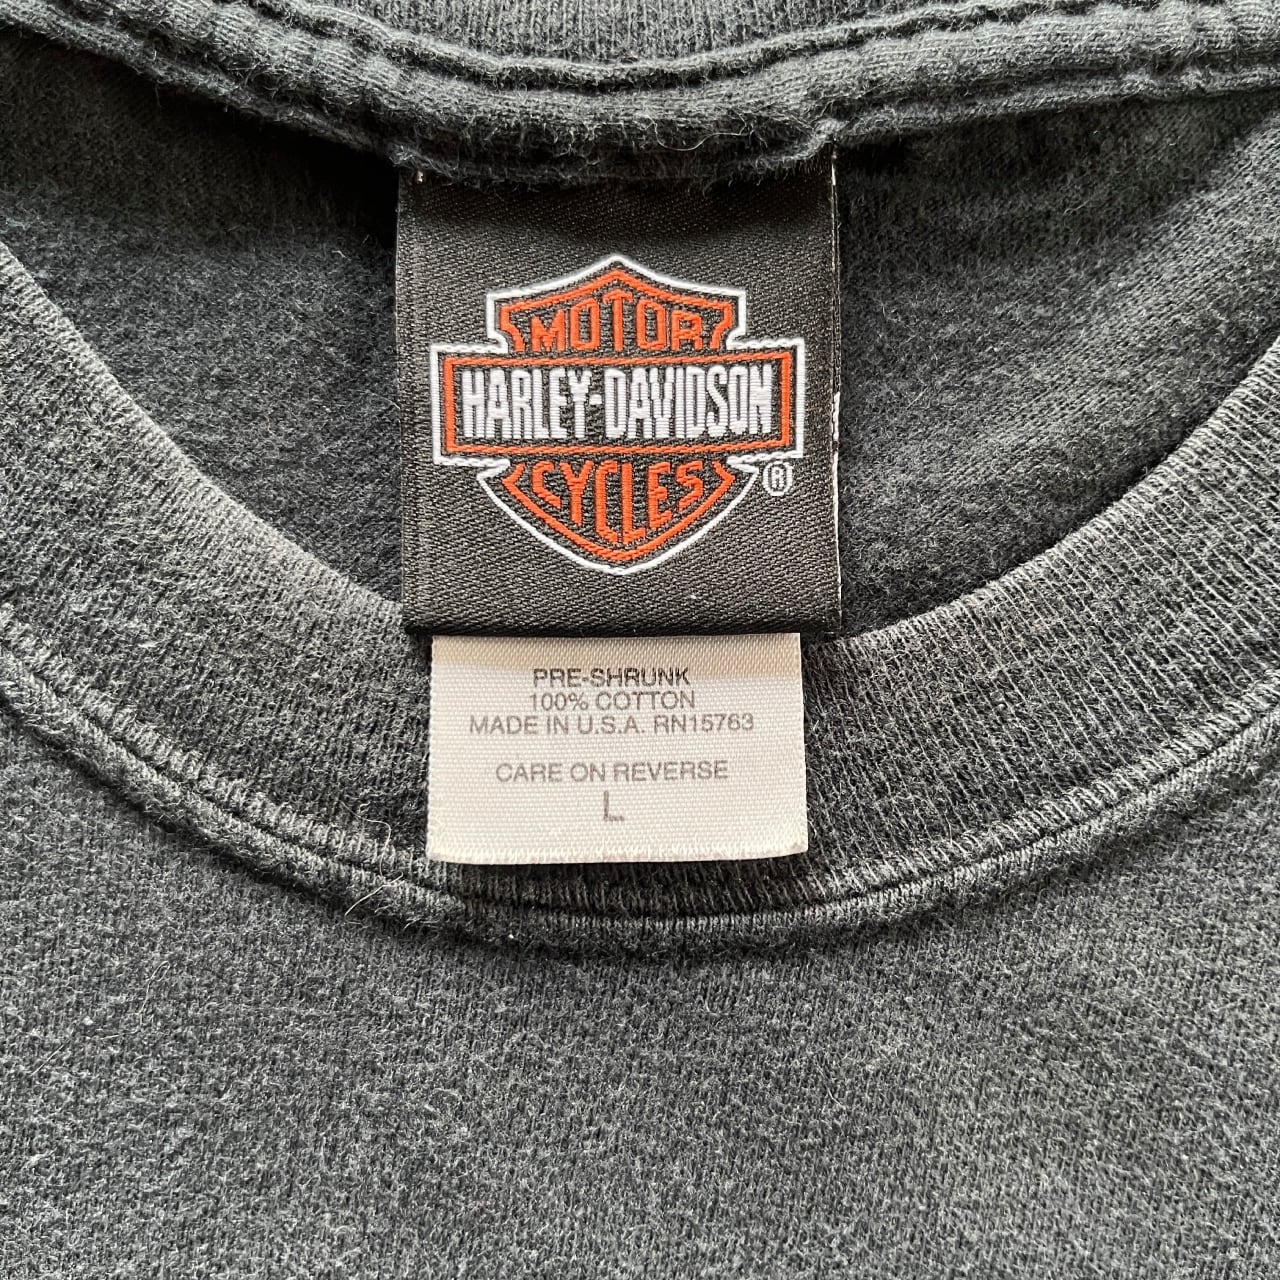 MOTOR
HARLEY-DAVIDSON
CYCLES ®
PRE-SHRUNK
100% COTTON
MADE IN U.S.A. RN15763
CARE ON REVERSE
L